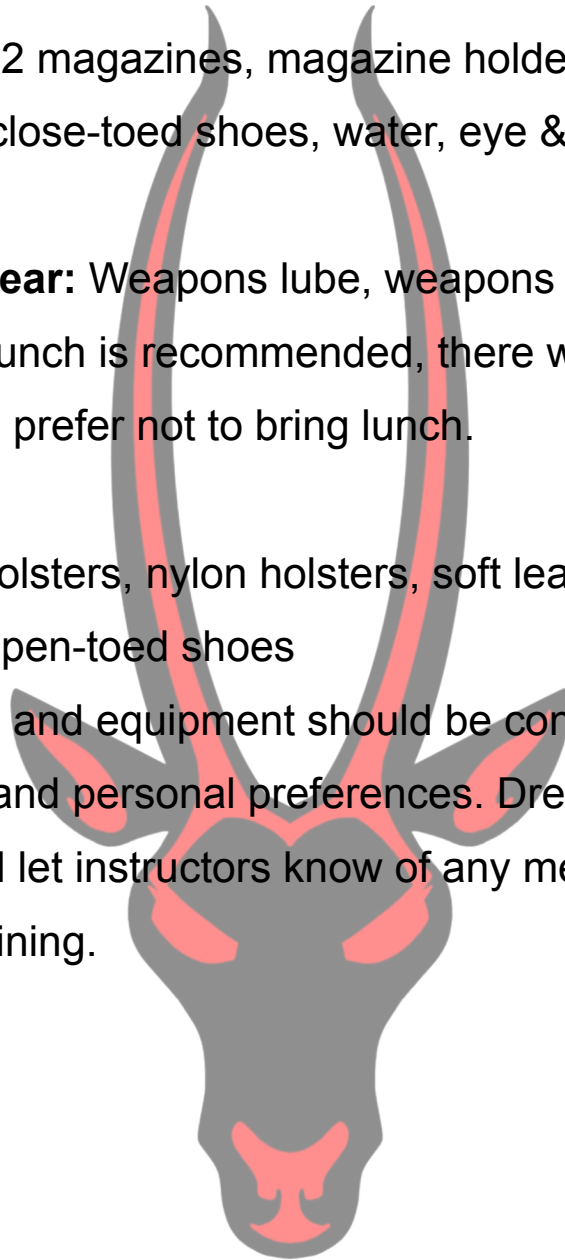 2 magazines, magazine holde
close-toed shoes, water, eye &
ear: Weapons lube, weapons
unch is recommended, there w
prefer not to bring lunch.
olsters, nylon holsters, soft lea
pen-toed shoes
and equipment should be con
and personal preferences. Dre
l let instructors know of any me
ining.